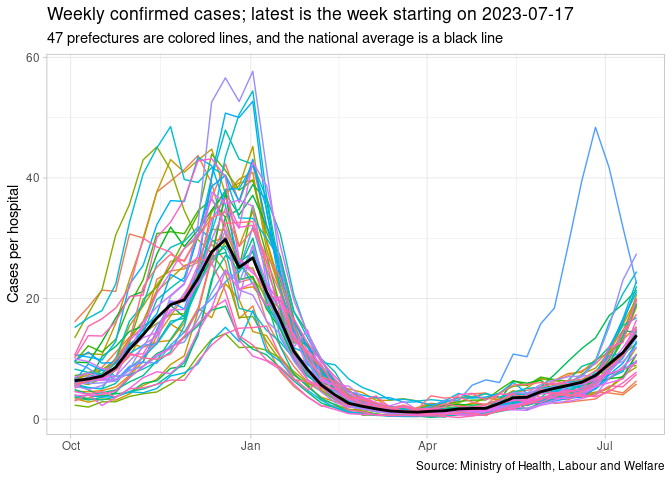 Weekly confirmed cases; latest is the week starting on 2023-07-17
47 prefectures are colored lines, and the national average is a black line
60
40
20
0
Cases per hospital
Oct Jan Apr Jul
Source: Ministry of Health, Labour and Welfare